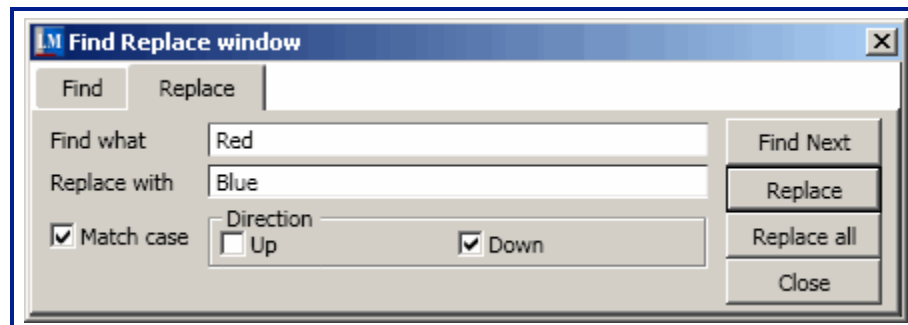 LM Find Replace window
Find Replace
Find what Red Find Next
Replace with Blue Replace
Direction
Match case Up Down Replace all
Close